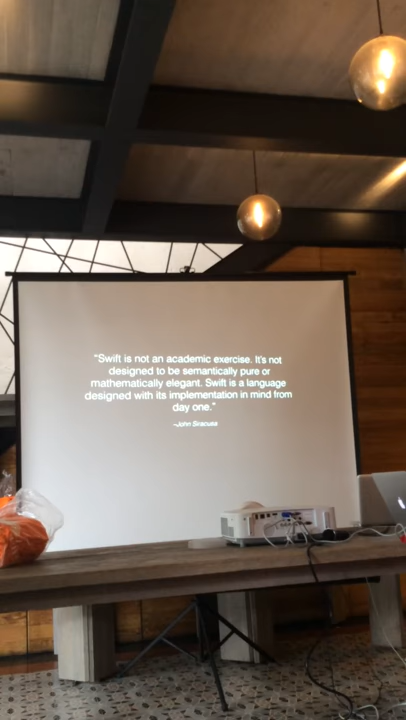 "Swift is not an academic exercise. It's not
designed to be semantically pure or
mathematically elegant. Swift is a language
designed with its implementation in mind from
day one."
–John Siracusa